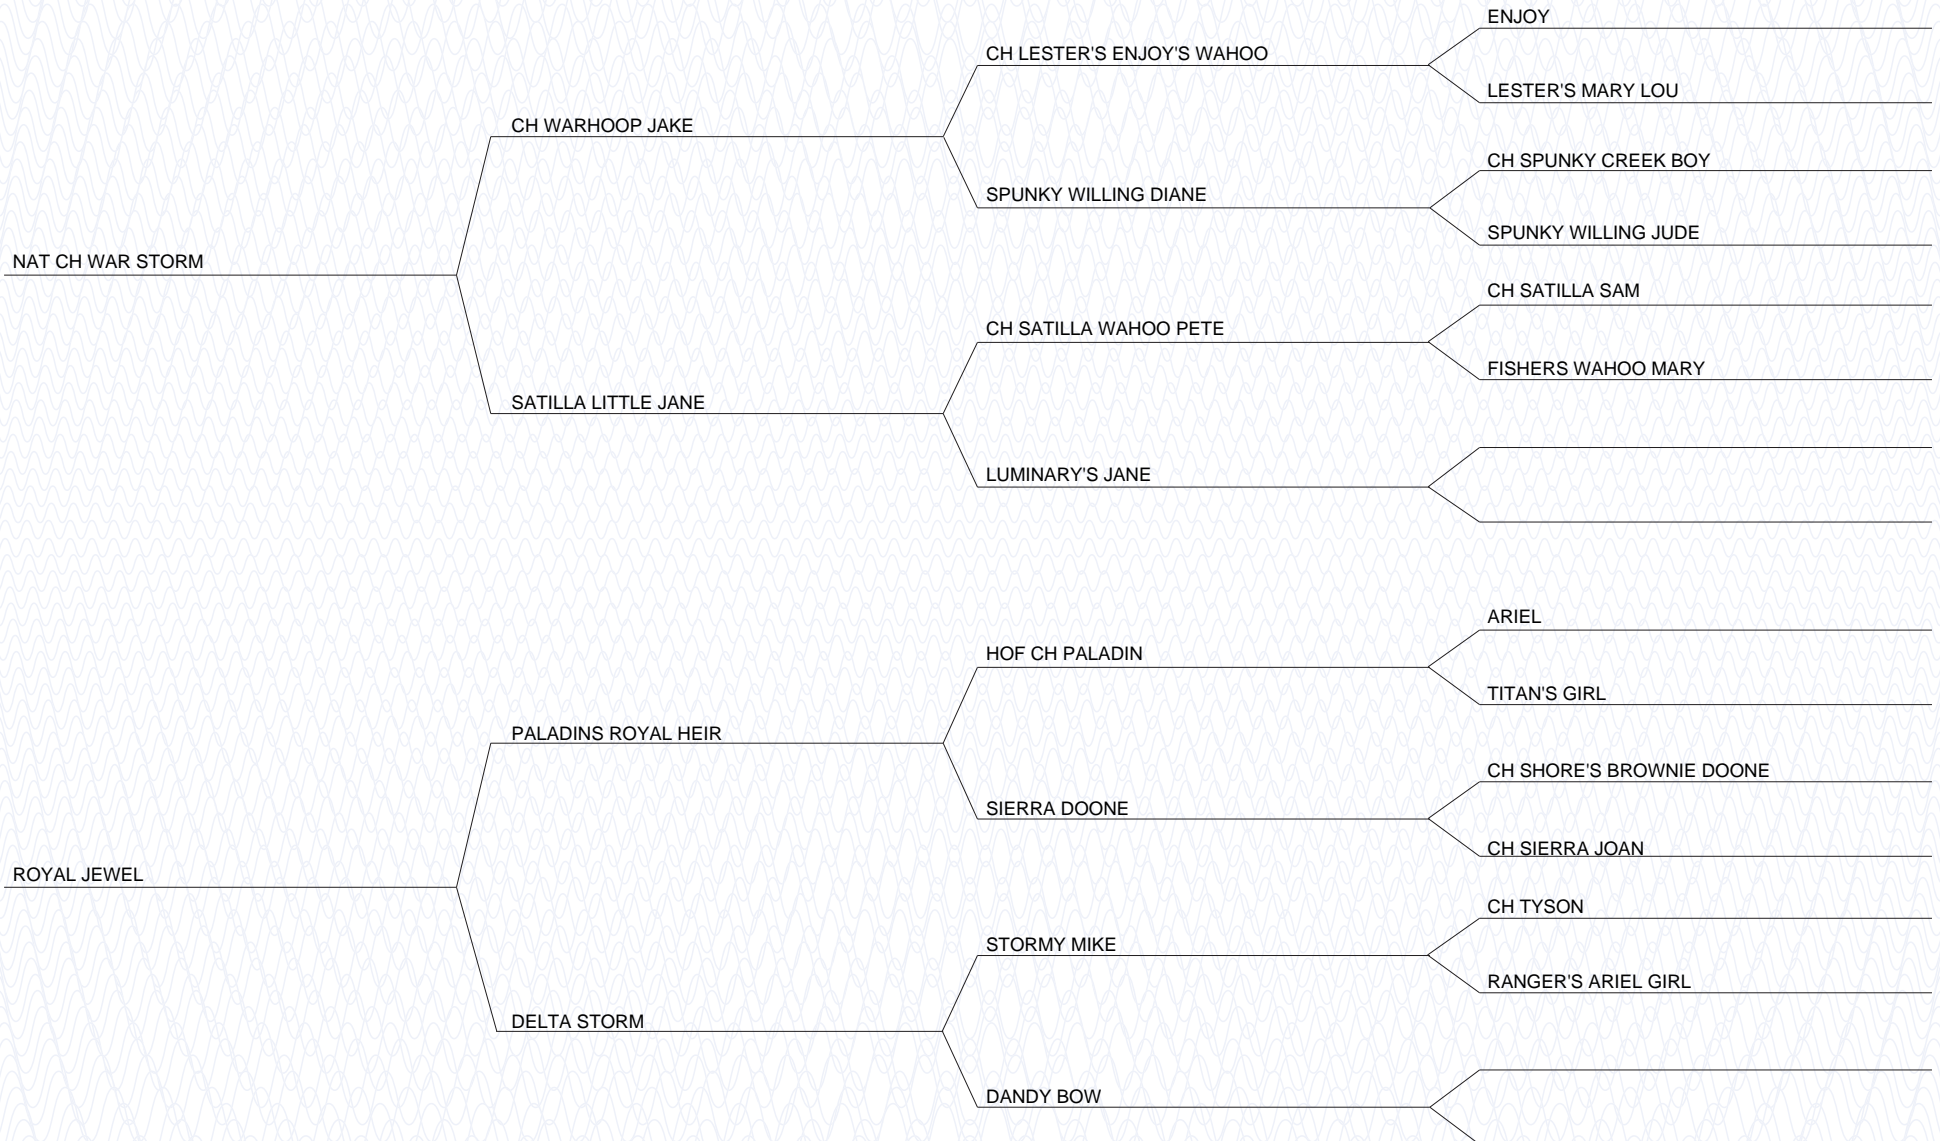 ENJOY
CH LESTER'S ENJOY'S WAHOO
LESTER'S MARY LOU
CH WARHOOP JAKE
CH SPUNKY CREEK BOY
SPUNKY WILLING DIANE
SPUNKY WILLING JUDE
NAT CH WAR STORM
CH SATILLA SAM
CH SATILLA WAHOO PETE
FISHERS WAHOO MARY
SATILLA LITTLE JANE
LUMINARY'S JANE
ARIEL
HOF CH PALADIN
TITAN'S GIRL
PALADINS ROYAL HEIR
CH SHORE'S BROWNIE DOONE
SIERRA DOONE
CH SIERRA JOAN
ROYAL JEWEL
CH TYSON
STORMY MIKE
RANGER'S ARIEL GIRL
DELTA STORM
DANDY BOW